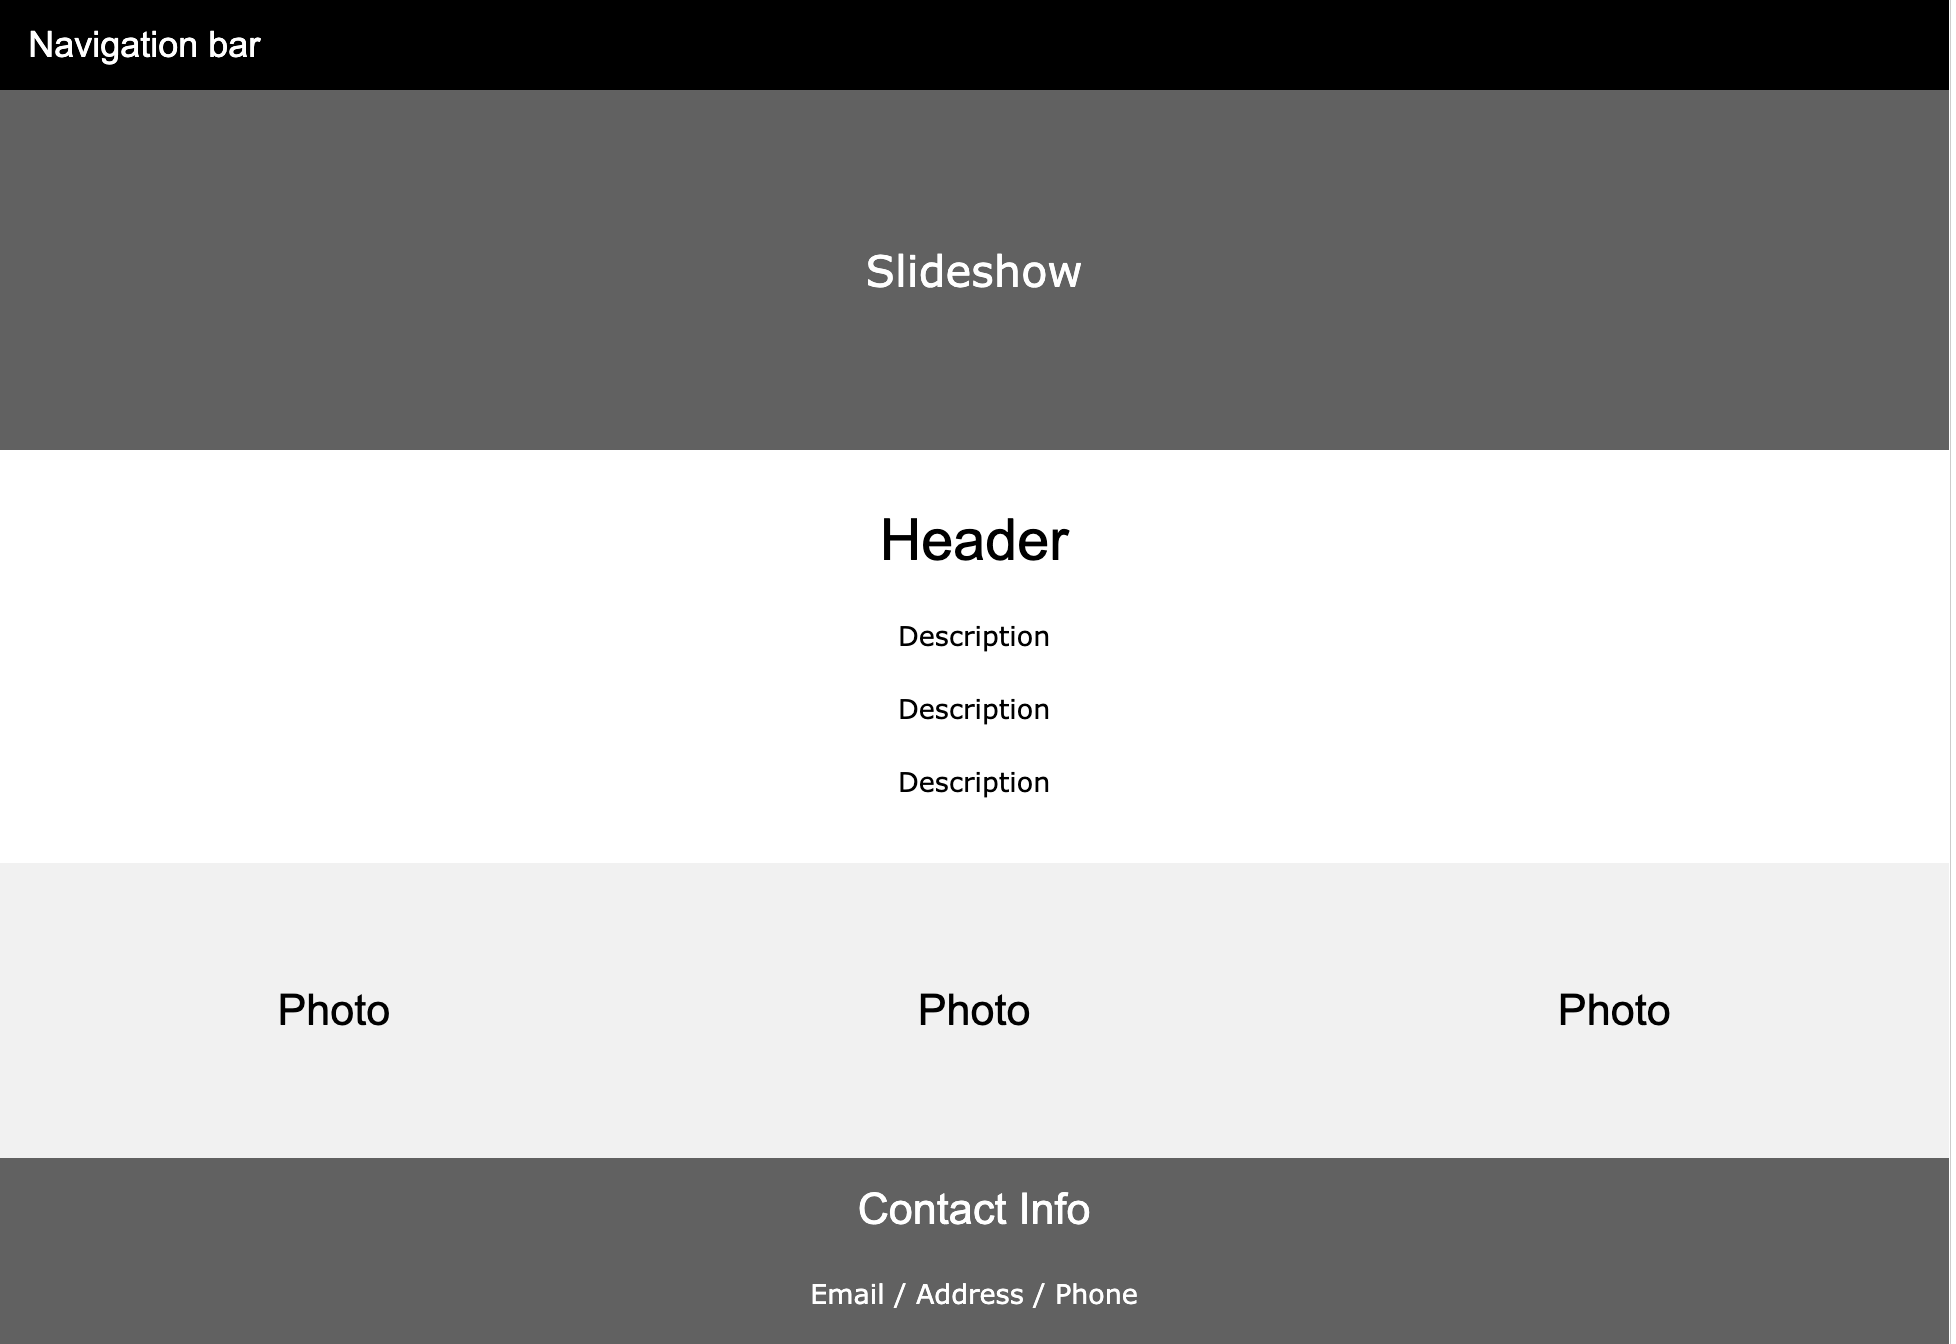 Navigation bar
Slideshow
Header
Description
Description
Description
Photo Photo Photo
Contact Info
Email / Address / Phone